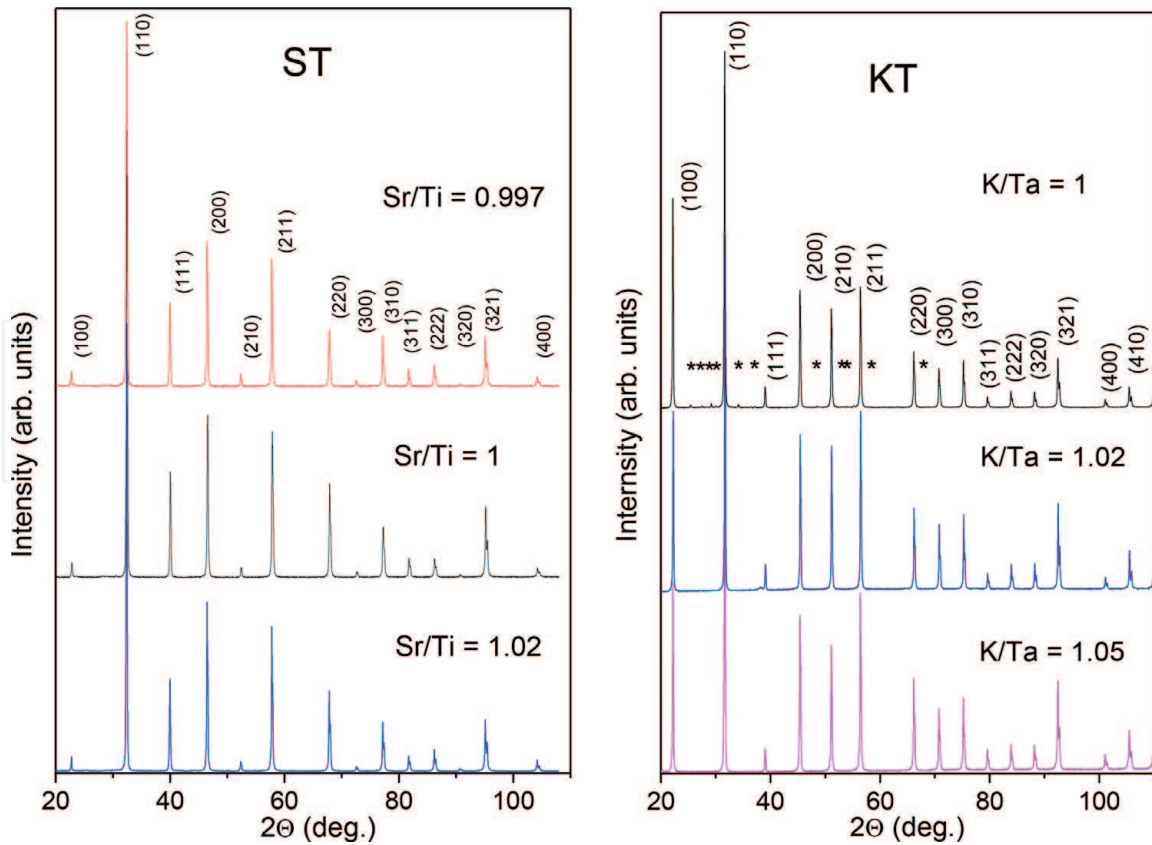 ST
(110)
Sr/Ti = 0.997
(100)
(111)
(200)
(210)
(211)
(220)
(300)
(310)
(311)
(222)
(320)
(321)
(400)
Sr/Ti = 1
Sr/Ti = 1.02
Intensity (arb. units)
20 40 60 80 100
2Θ (deg.)
KT
(110)
K/Ta = 1
(100)
**** * * (111)
(200)
* (210)
** (211)
*
(220)
*
(300)
(310)
(311)
(222)
(320)
(321)
(400)
(410)
K/Ta = 1.02
K/Ta = 1.05
Internsity (arb. units)
20 40 60 80 100
2Θ (deg.)